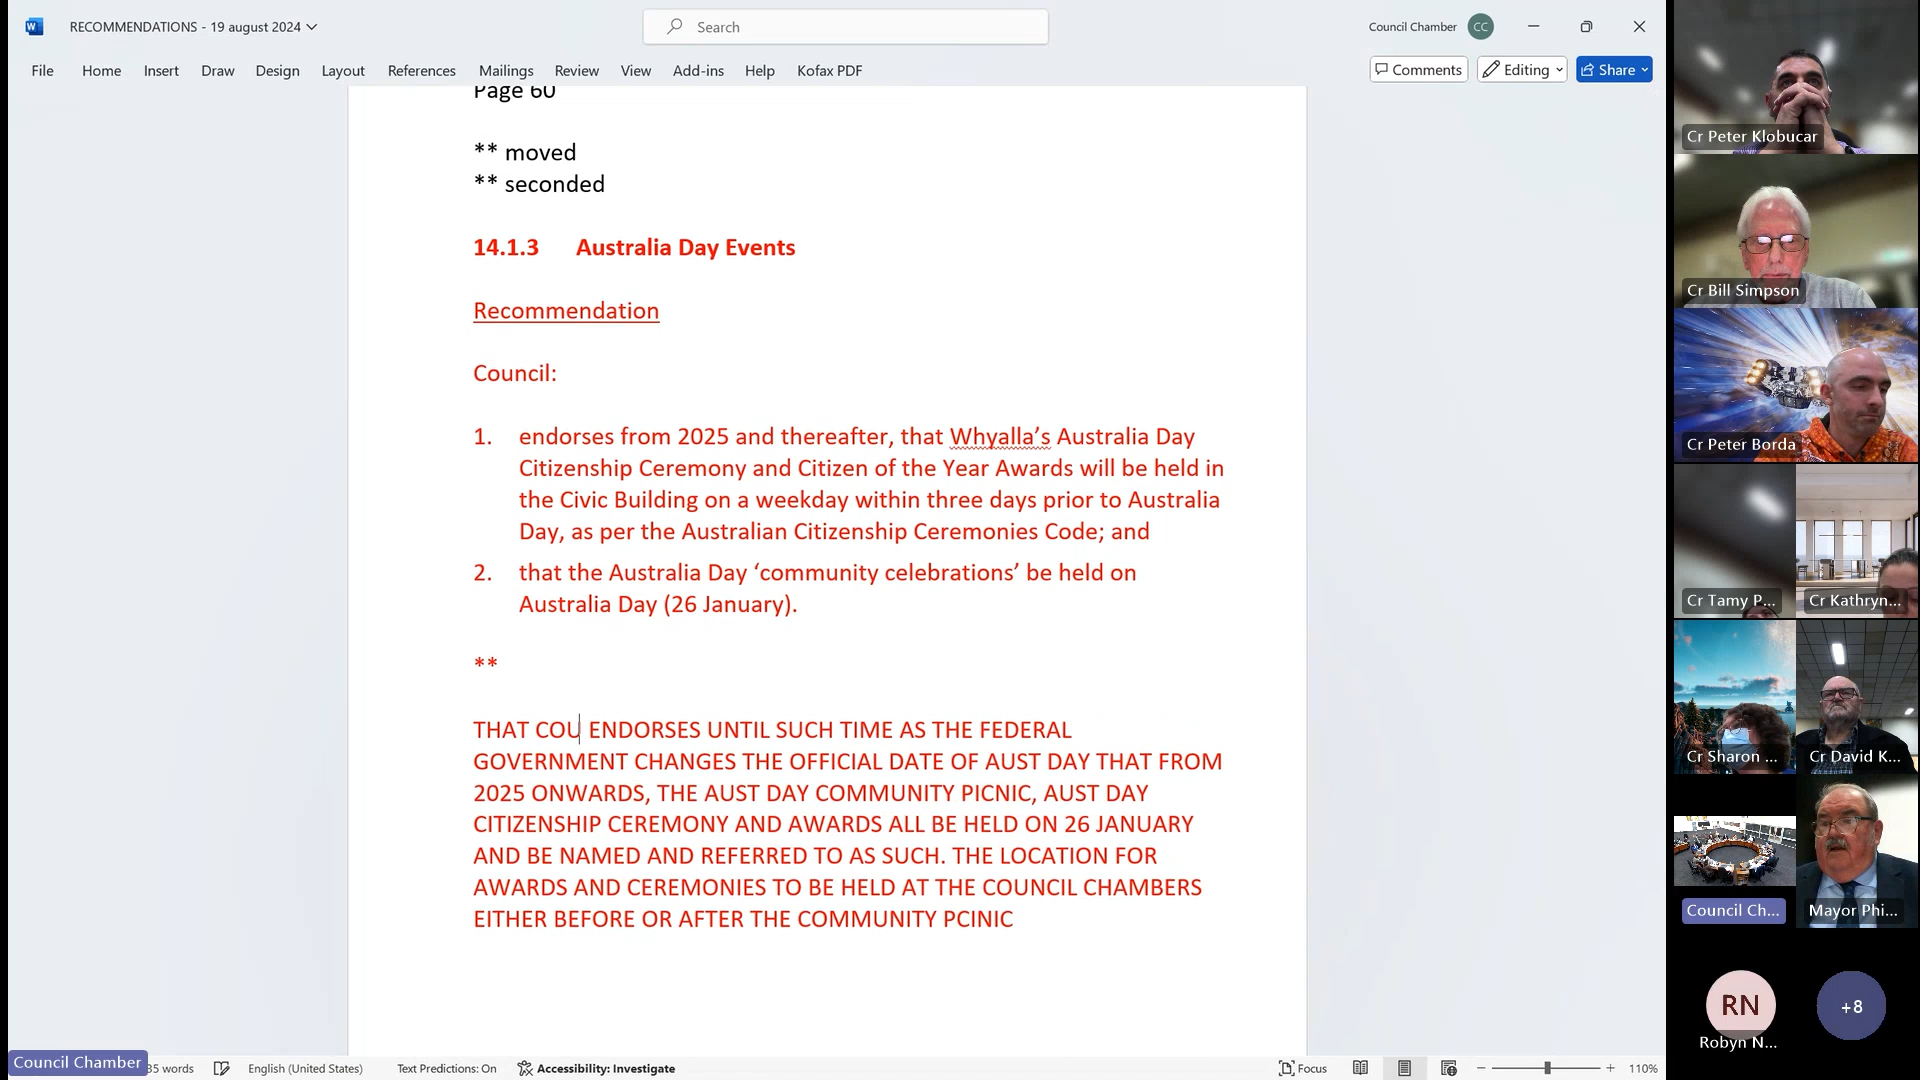 RECOMMENDATIONS - 19 august 2024
Search
Council Chamber
CC
File
Home
Insert
Draw
Design
Layout
References
Mailings
Review
View
Add-ins
Help
Kofax PDF
Comments
Editing
Share
Page 60
** moved
** seconded
14.1.3 Australia Day Events
Recommendation
Council:
1. endorses from 2025 and thereafter, that Whyalla’s Australia Day
Citizenship Ceremony and Citizen of the Year Awards will be held in
the Civic Building on a weekday within three days prior to Australia
Day, as per the Australian Citizenship Ceremonies Code; and
2. that the Australia Day ‘community celebrations’ be held on
Australia Day (26 January).
**
THAT COU ENDORSES UNTIL SUCH TIME AS THE FEDERAL
GOVERNMENT CHANGES THE OFFICIAL DATE OF AUST DAY THAT FROM
2025 ONWARDS, THE AUST DAY COMMUNITY PICNIC, AUST DAY
CITIZENSHIP CEREMONY AND AWARDS ALL BE HELD ON 26 JANUARY
AND BE NAMED AND REFERRED TO AS SUCH. THE LOCATION FOR
AWARDS AND CEREMONIES TO BE HELD AT THE COUNCIL CHAMBERS
EITHER BEFORE OR AFTER THE COMMUNITY PCINIC
Cr Peter Klobucar
Cr Bill Simpson
Cr Peter Borda
Cr Tamy P...
Cr Kathryn...
Cr Sharon ...
Cr David K...
Council Ch...
Mayor Phi...
RN
+8
Robyn N...
Council Chamber
35 words
English (United States)
Text Predictions: On
Accessibility: Investigate
Focus
110%